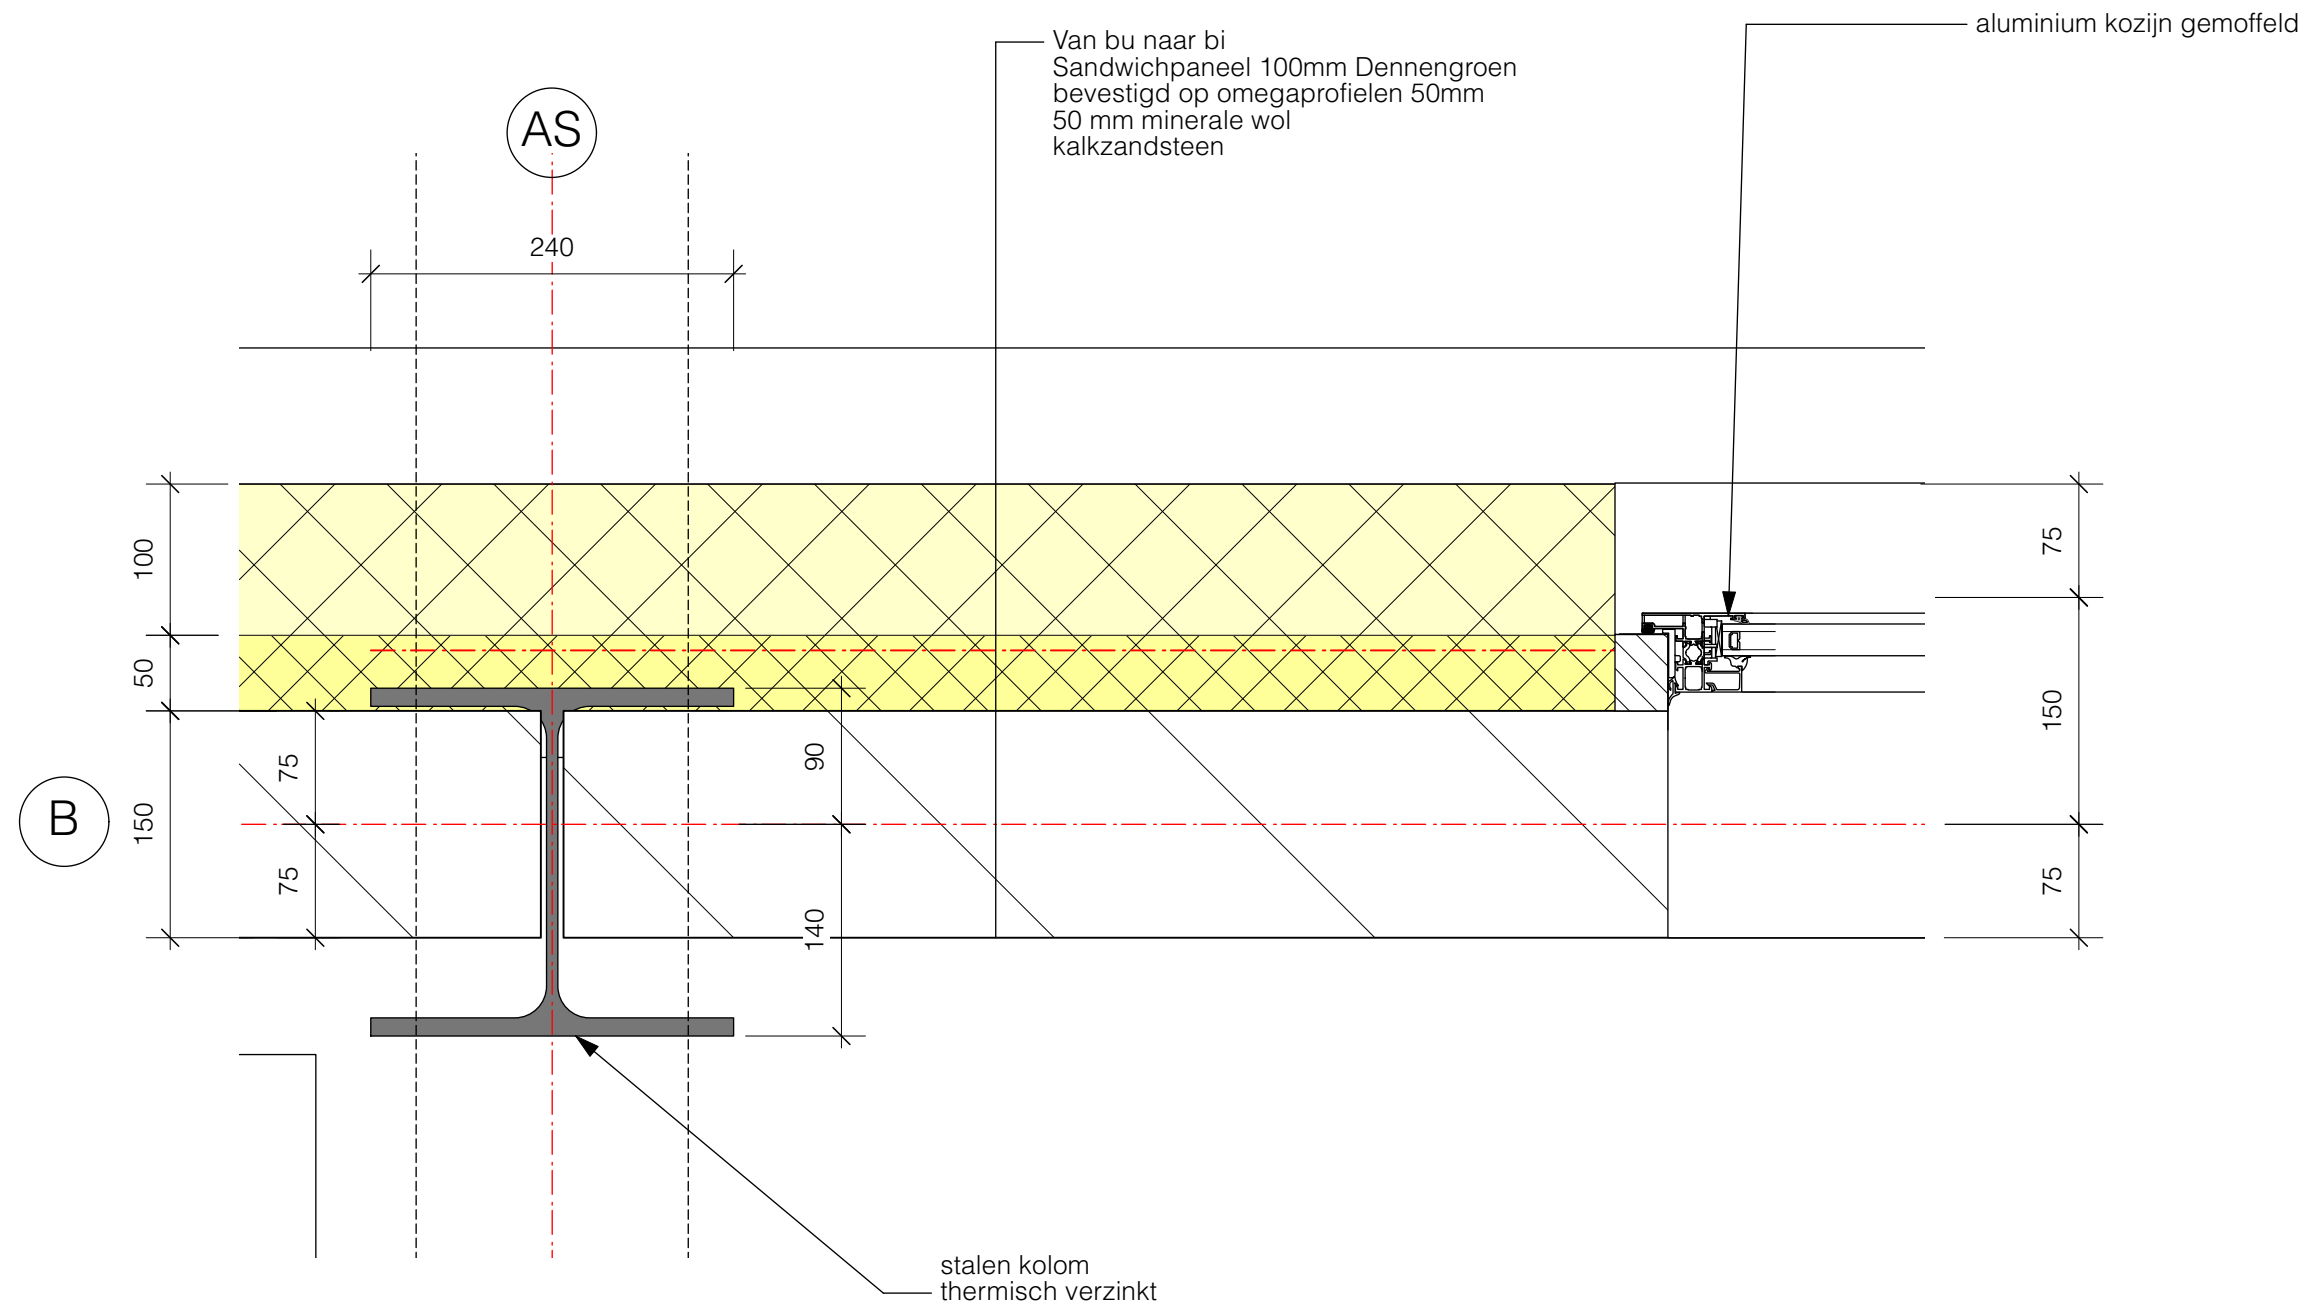 aluminium kozijn gemoffeld
Van bu naar bi
Sandwichpaneel 100mm Dennengroen
bevestigd op omegaprofielen 50mm
50 mm minerale wol
kalkzandsteen
AS
240
100
50
150
75
75
B
90
140
75
150
75
stalen kolom
thermisch verzinkt